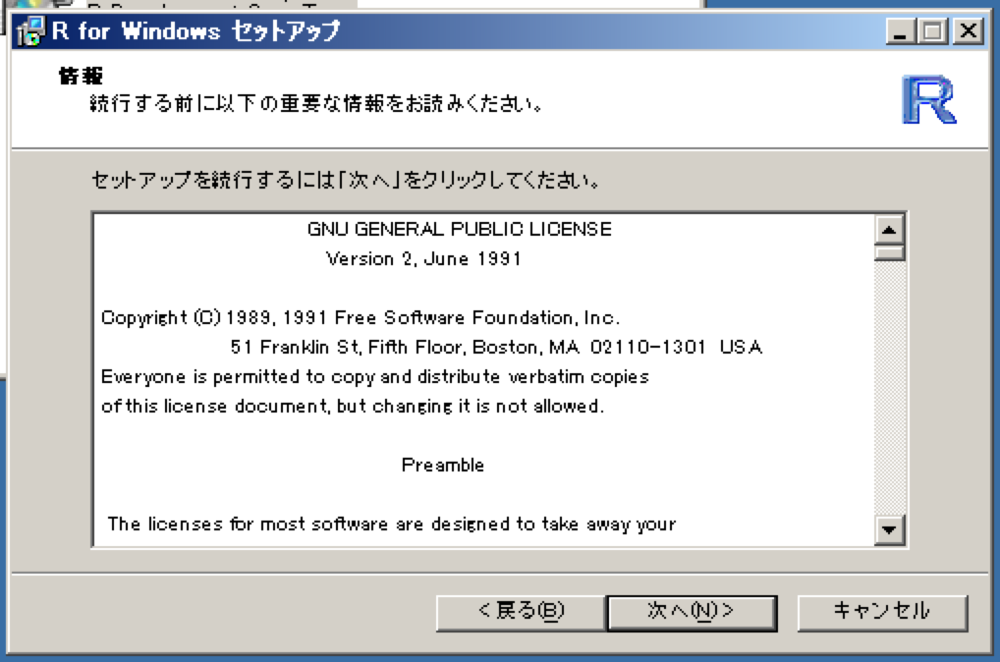 R for Windows セットアップ
情報
続行する前に以下の重要な情報をお読みください。
R
セットアップを続行するには「次へ」をクリックしてください。
GNU GENERAL PUBLIC LICENSE
Version 2, June 1991
Copyright (C) 1989, 1991 Free Software Foundation, Inc.
51 Franklin St, Fifth Floor, Boston, MA 02110-1301 USA
Everyone is permitted to copy and distribute verbatim copies
of this license document, but changing it is not allowed.
Preamble
The licenses for most software are designed to take away your
< 戻る(B) 次へ(N) > キャンセル